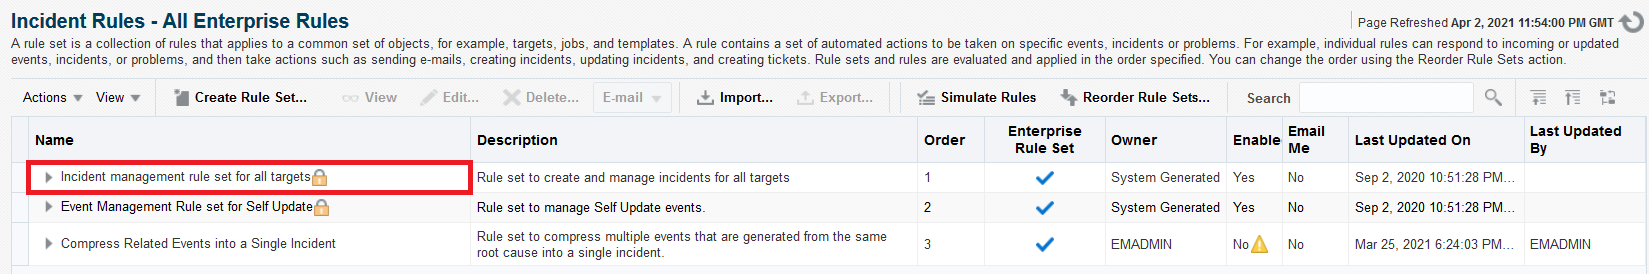 Incident Rules - All Enterprise Rules
Page Refreshed Apr 2, 2021 11:54:00 PM GMT
A rule set is a collection of rules that applies to a common set of objects, for example, targets, jobs, and templates. A rule contains a set of automated actions to be taken on specific events, incidents or problems. For example, individual rules can respond to incoming or updated
events, incidents, or problems, and then take actions such as sending e-mails, creating incidents, updating incidents, and creating tickets. Rule sets and rules are evaluated and applied in the order specified. You can change the order using the Reorder Rule Sets action.
Actions View Create Rule Set... View Edit... Delete... E-mail Import... Export... Simulate Rules Reorder Rule Sets... Search
Name Description Order Enterprise Rule Set Owner Enable Email Me Last Updated On Last Updated By
Incident management rule set for all targets Rule set to create and manage incidents for all targets 1 System Generated Yes No Sep 2, 2020 10:51:28 PM...
Event Management Rule set for Self Update Rule set to manage Self Update events. 2 System Generated Yes No Sep 2, 2020 10:51:28 PM...
Compress Related Events into a Single Incident Rule set to compress multiple events that are generated from the same root cause into a single incident. 3 EMADMIN No No Mar 25, 2021 6:24:03 PM... EMADMIN